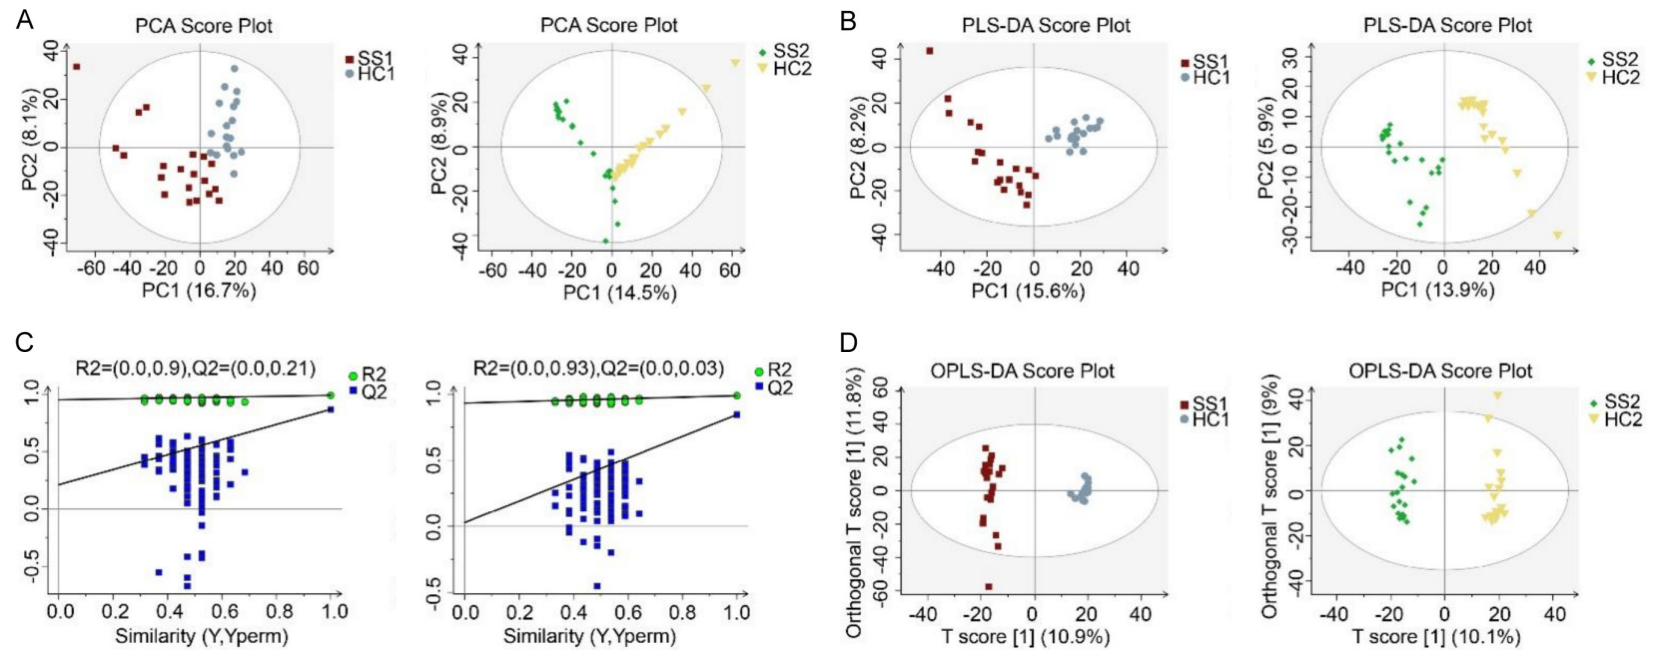 A
PCA Score Plot
SS1
HC1
PC2 (8.1%)
40
20
0
-20
-40
-60 -40 -20 0 20 40 60
PC1 (16.7%)
PCA Score Plot
SS2
HC2
PC2 (8.9%)
40
20
0
-20
-40
-60 -40 -20 0 20 40 60
PC1 (14.5%)
B
PLS-DA Score Plot
SS1
HC1
PC2 (8.2%)
40
20
0
-20
-40
-40 -20 0 20 40
PC1 (15.6%)
PLS-DA Score Plot
SS2
HC2
PC2 (5.9%)
30
20
10
0
-10
-20
-30
-40 -20 0 20 40
PC1 (13.9%)
C
R2=(0.0,0.9),Q2=(0.0,0.21)
R2
Q2
1.0
0.5
0.0
-0.5
0.0 0.2 0.4 0.6 0.8 1.0
Similarity (Y,Yperm)
R2=(0.0,0.93),Q2=(0.0,0.03)
R2
Q2
1.0
0.5
0.0
-0.5
0.0 0.2 0.4 0.6 0.8 1.0
Similarity (Y,Yperm)
D
OPLS-DA Score Plot
SS1
HC1
Orthogonal T score [1] (11.8%)
60
40
20
0
-20
-40
-60
-40 -20 0 20 40
T score [1] (10.9%)
OPLS-DA Score Plot
SS2
HC2
Orthogonal T score [1] (9%)
40
20
0
-20
-40
-40 -20 0 20 40
T score [1] (10.1%)